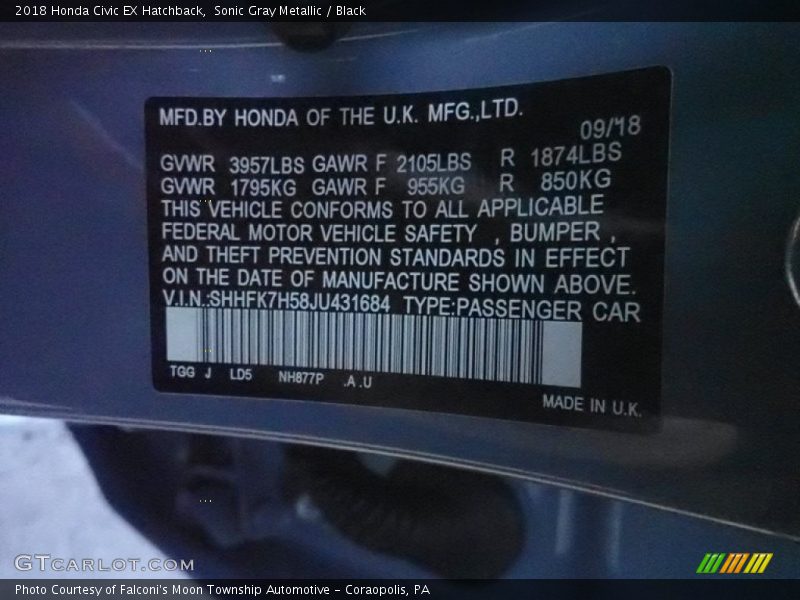 2018 Honda Civic EX Hatchback, Sonic Gray Metallic / Black
MFD.BY HONDA OF THE U.K. MFG.,LTD.
09/18
GVWR 3957LBS GAWR F 2105LBS R 1874LBS
GVWR 1795KG GAWR F 955KG R 850KG
THIS VEHICLE CONFORMS TO ALL APPLICABLE
FEDERAL MOTOR VEHICLE SAFETY , BUMPER ,
AND THEFT PREVENTION STANDARDS IN EFFECT
ON THE DATE OF MANUFACTURE SHOWN ABOVE.
V.I.N.:SHHFK7H58JU431684 TYPE:PASSENGER CAR
TGG J LD5 NH877P .A .U
MADE IN U.K.
GTCARLOT.COM
Photo Courtesy of Falconi's Moon Township Automotive - Coraopolis, PA